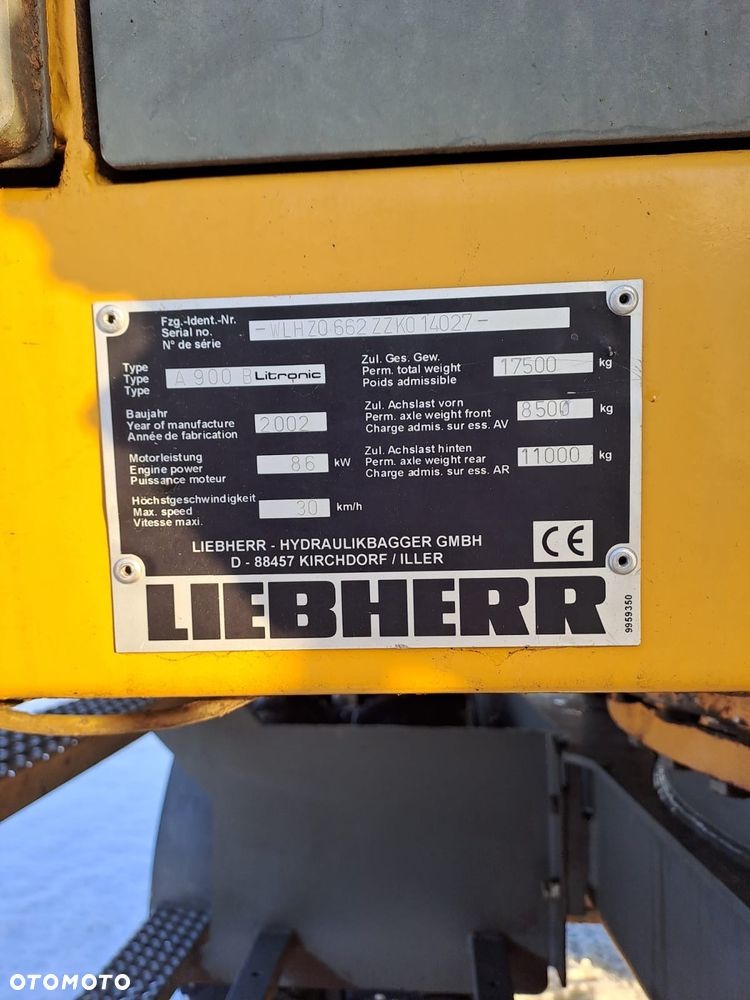 Fzg.-Ident.-Nr.
Serial no.
N° de série
-WLHZ0662ZZK014027-
Type
Type
Type
A 900 B Litronic
Baujahr
Year of manufacture
Année de fabrication
2002
Motorleistung
Engine power
Puissance moteur
86 kW
Höchstgeschwindigkeit
Max. speed
Vitesse maxi.
30 km/h
Zul. Ges. Gew.
Perm. total weight
Poids admissible
17500 kg
Zul. Achslast vorn
Perm. axle weight front
Charge admis. sur ess. AV
8500 kg
Zul. Achslast hinten
Perm. axle weight rear
Charge admis. sur ess. AR
11000 kg
LIEBHERR - HYDRAULIKBAGGER GMBH
D - 88457 KIRCHDORF / ILLER
CE
LIEBHERR
9959350
OTOMOTO